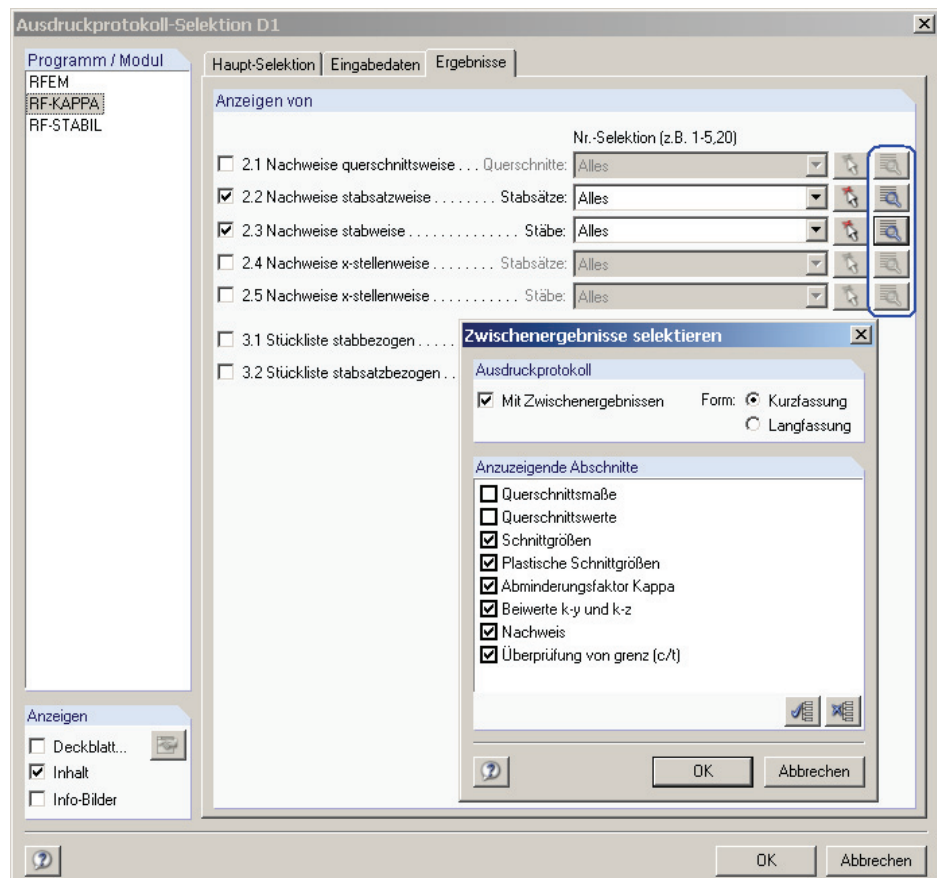 Ausdruckprotokoll-Selektion D1
Programm / Modul
RFEM
RF-KAPPA
RF-STABIL
Haupt-Selektion
Eingabedaten
Ergebnisse
Anzeigen von
Nr.-Selektion (z.B. 1-5,20)
2.1 Nachweise querschnittsweise . . . Querschnitte: Alles
2.2 Nachweise stabsatzweise . . . . . . . . Stabsätze: Alles
2.3 Nachweise stabweise . . . . . . . . . . . . . . Stäbe: Alles
2.4 Nachweise x-stellenweise . . . . . . . . Stabsätze: Alles
2.5 Nachweise x-stellenweise . . . . . . . . . . . Stäbe: Alles
3.1 Stückliste stabbezogen . . . . .
3.2 Stückliste stabsatzbezogen . .
Zwischenergebnisse selektieren
Ausdruckprotokoll
Mit Zwischenergebnissen Form: Kurzfassung
Langfassung
Anzuzeigende Abschnitte
Querschnittsmaße
Querschnittswerte
Schnittgrößen
Plastische Schnittgrößen
Abminderungsfaktor Kappa
Beiwerte k-y und k-z
Nachweis
Überprüfung von grenz (c/t)
OK
Abbrechen
Anzeigen
Deckblatt...
Inhalt
Info-Bilder
OK
Abbrechen